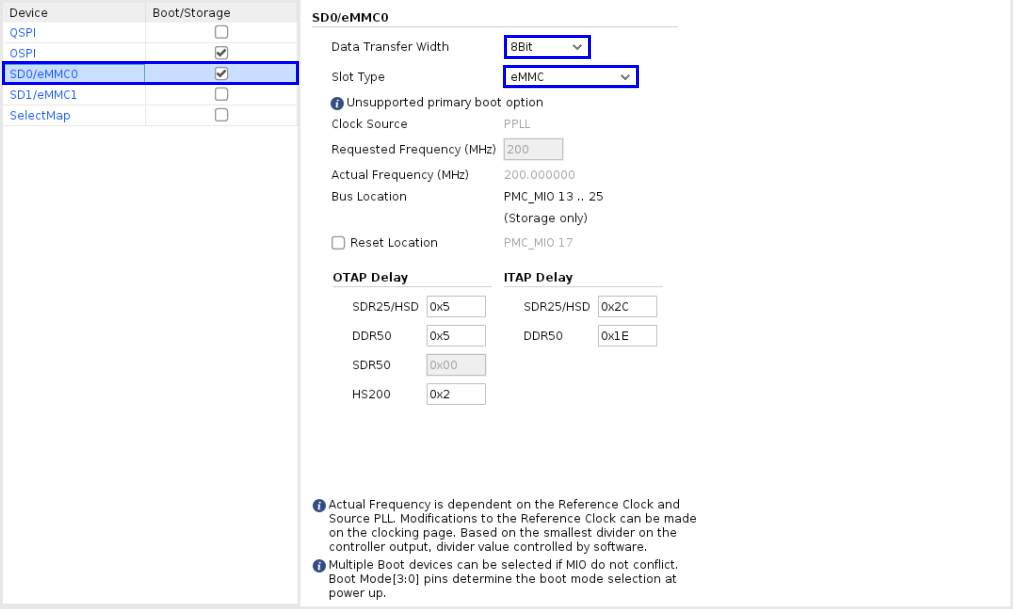 Device Boot/Storage
QSPI
OSPI
SD0/eMMC0
SD1/eMMC1
SelectMap
SD0/eMMC0
Data Transfer Width 8Bit
Slot Type eMMC
Unsupported primary boot option
Clock Source PPLL
Requested Frequency (MHz) 200
Actual Frequency (MHz) 200.000000
Bus Location PMC_MIO 13 .. 25
(Storage only)
Reset Location PMC_MIO 17
OTAP Delay ITAP Delay
SDR25/HSD 0x5 SDR25/HSD 0x2C
DDR50 0x5 DDR50 0x1E
SDR50 0x00
HS200 0x2
Actual Frequency is dependent on the Reference Clock and
Source PLL. Modifications to the Reference Clock can be made
on the clocking page. Based on the smallest divider on the
controller output, divider value controlled by software.
Multiple Boot devices can be selected if MIO do not conflict.
Boot Mode[3:0] pins determine the boot mode selection at
power up.